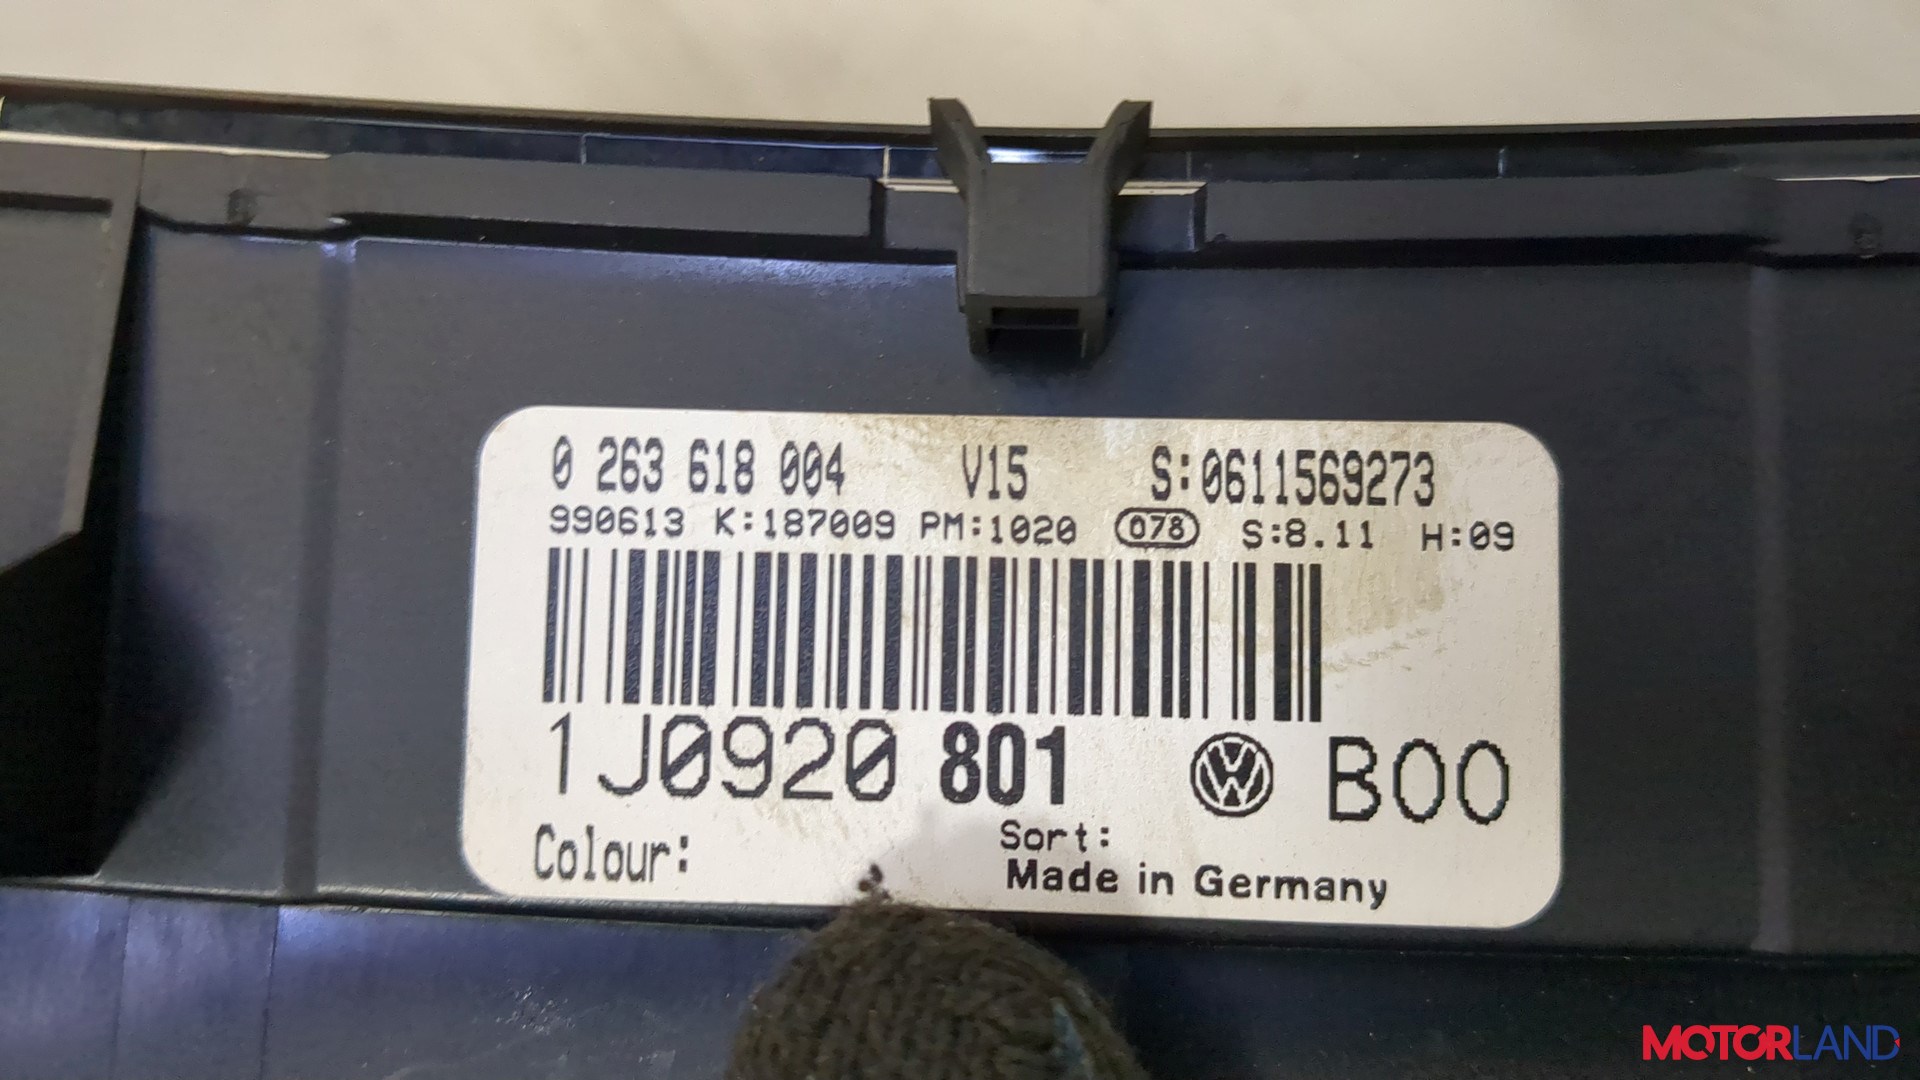 0 263 618 004 V15 S:0611569273
990613 K:187009 PM:1020 078 S:8.11 H:09
1J0920 801 VW B00
Colour: Sort:
Made in Germany
MOTORLAND